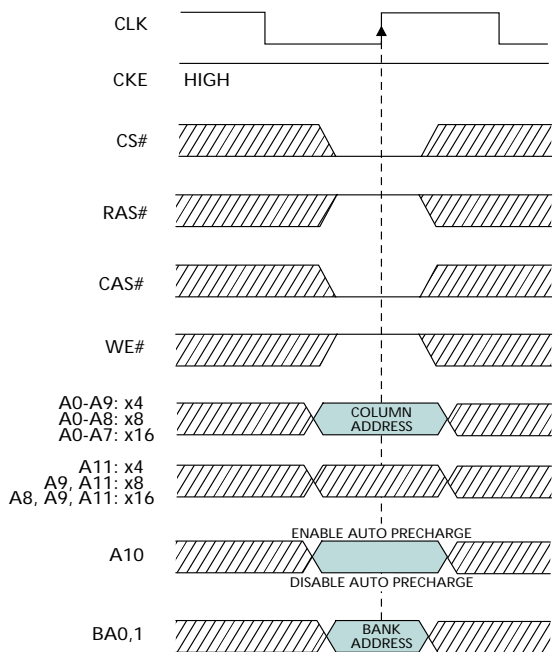 CLK
CKE HIGH
CS#
RAS#
CAS#
WE#
A0-A9: x4
A0-A8: x8
A0-A7: x16
COLUMN
ADDRESS
A11: x4
A9, A11: x8
A8, A9, A11: x16
ENABLE AUTO PRECHARGE
A10
DISABLE AUTO PRECHARGE
BA0,1
BANK
ADDRESS